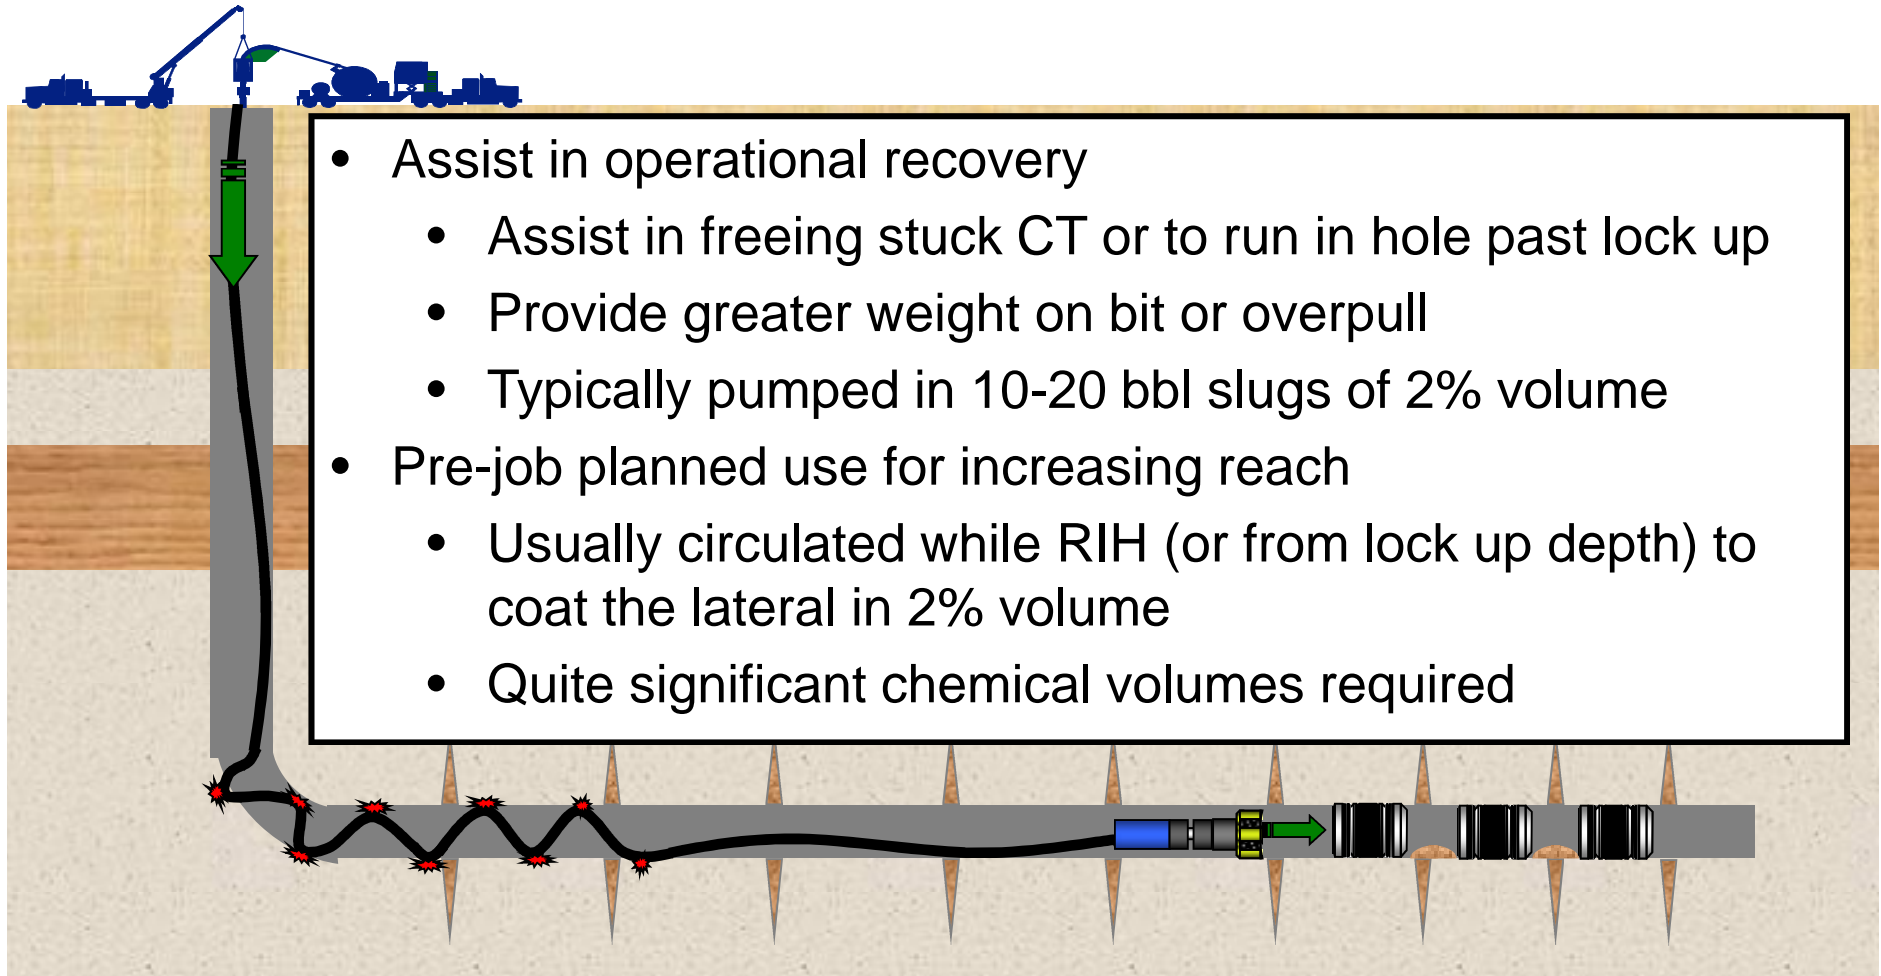 • Assist in operational recovery
• Assist in freeing stuck CT or to run in hole past lock up
• Provide greater weight on bit or overpull
• Typically pumped in 10-20 bbl slugs of 2% volume
• Pre-job planned use for increasing reach
• Usually circulated while RIH (or from lock up depth) to
coat the lateral in 2% volume
• Quite significant chemical volumes required